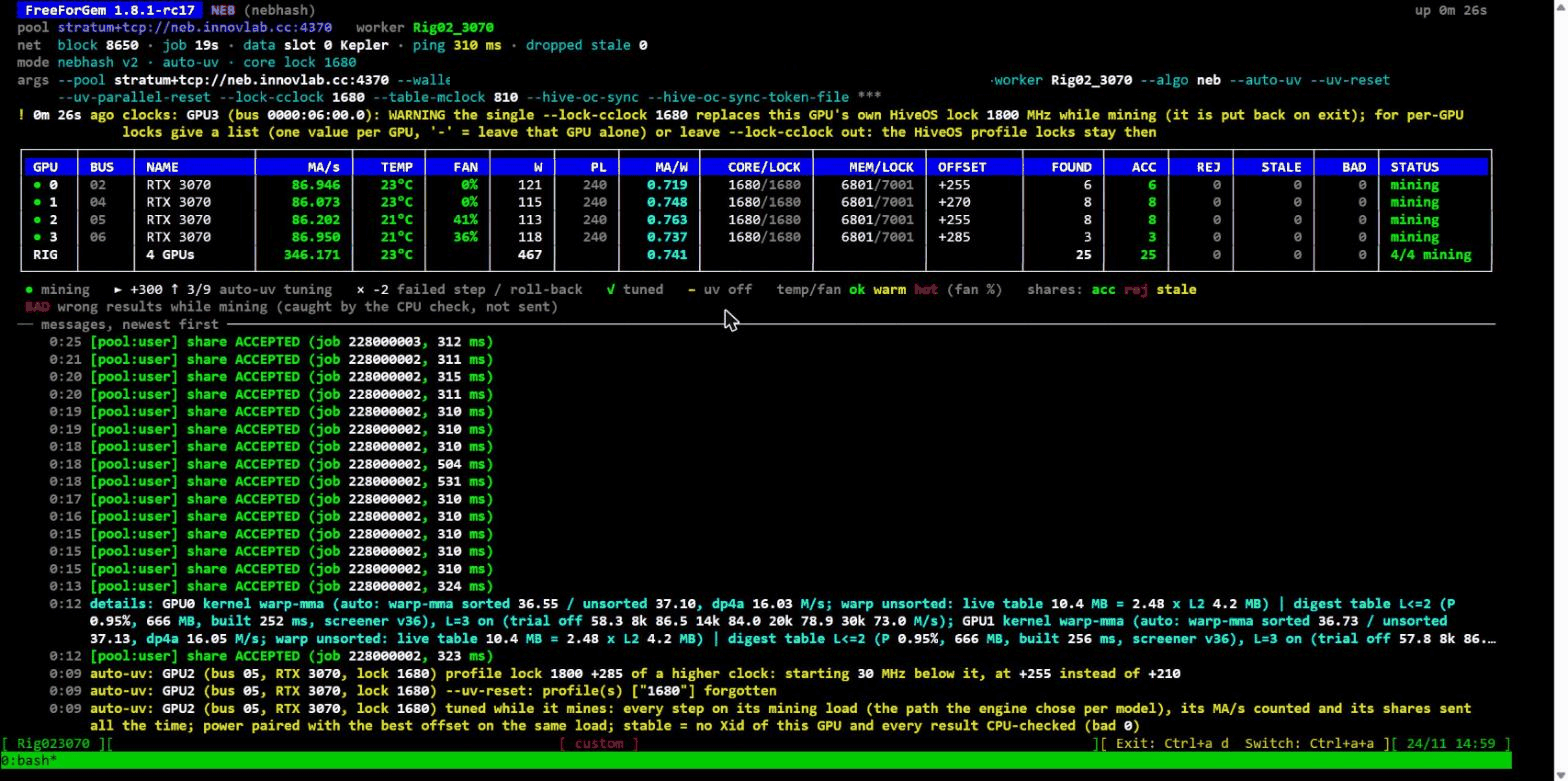 FreeForGem 1.8.1-rc17 NEB (nebhash) up 0m 26s
pool stratum+tcp://neb.innovlab.cc:4370 worker Rig02_3070
net block 8650 · job 19s · data slot 0 Kepler · ping 310 ms · dropped stale 0
mode nebhash v2 · auto-uv · core lock 1680
args --pool stratum+tcp://neb.innovlab.cc:4370 --walle -worker Rig02_3070 --algo neb --auto-uv --uv-reset
--uv-parallel-reset --lock-cclock 1680 --table-mclock 810 --hive-oc-sync --hive-oc-sync-token-file ***
! 0m 26s ago clocks: GPU3 (bus 0000:06:00.0): WARNING the single --lock-cclock 1680 replaces this GPU's own HiveOS lock 1800 MHz while mining (it is put back on exit); for per-GPU
locks give a list (one value per GPU, '-' = leave that GPU alone) or leave --lock-cclock out: the HiveOS profile locks stay then
GPU BUS NAME MA/s TEMP FAN W PL MA/W CORE/LOCK MEM/LOCK OFFSET FOUND ACC REJ STALE BAD STATUS
● 0 02 RTX 3070 86.946 23°C 0% 121 240 0.719 1680/1680 6801/7001 +255 6 6 0 0 0 mining
● 1 04 RTX 3070 86.073 23°C 0% 115 240 0.748 1680/1680 6801/7001 +270 8 8 0 0 0 mining
● 2 05 RTX 3070 86.202 21°C 41% 113 240 0.763 1680/1680 6801/7001 +255 8 8 0 0 0 mining
● 3 06 RTX 3070 86.950 21°C 36% 118 240 0.737 1680/1680 6801/7001 +285 3 3 0 0 0 mining
RIG 4 GPUs 346.171 23°C 467 0.741 25 25 0 0 0 4/4 mining
● mining ► +300 ↑ 3/9 auto-uv tuning × -2 failed step / roll-back √ tuned – uv off temp/fan ok warm hot (fan %) shares: acc rej stale
BAD wrong results while mining (caught by the CPU check, not sent)
── messages, newest first
0:25 [pool:user] share ACCEPTED (job 228000003, 312 ms)
0:21 [pool:user] share ACCEPTED (job 228000002, 311 ms)
0:20 [pool:user] share ACCEPTED (job 228000002, 315 ms)
0:20 [pool:user] share ACCEPTED (job 228000002, 311 ms)
0:19 [pool:user] share ACCEPTED (job 228000002, 310 ms)
0:19 [pool:user] share ACCEPTED (job 228000002, 310 ms)
0:18 [pool:user] share ACCEPTED (job 228000002, 310 ms)
0:18 [pool:user] share ACCEPTED (job 228000002, 504 ms)
0:18 [pool:user] share ACCEPTED (job 228000002, 531 ms)
0:17 [pool:user] share ACCEPTED (job 228000002, 310 ms)
0:16 [pool:user] share ACCEPTED (job 228000002, 310 ms)
0:15 [pool:user] share ACCEPTED (job 228000002, 310 ms)
0:15 [pool:user] share ACCEPTED (job 228000002, 310 ms)
0:15 [pool:user] share ACCEPTED (job 228000002, 310 ms)
0:13 [pool:user] share ACCEPTED (job 228000002, 324 ms)
0:12 details: GPU0 kernel warp-mma (auto: warp-mma sorted 36.55 / unsorted 37.10, dp4a 16.03 M/s; warp unsorted: live table 10.4 MB = 2.48 x L2 4.2 MB) | digest table L<=2 (P
0.95%, 666 MB, built 252 ms, screener v36), L=3 on (trial off 58.3 8k 86.5 14k 84.0 20k 78.9 30k 73.0 M/s); GPU1 kernel warp-mma (auto: warp-mma sorted 36.73 / unsorted
37.13, dp4a 16.05 M/s; warp unsorted: live table 10.4 MB = 2.48 x L2 4.2 MB) | digest table L<=2 (P 0.95%, 666 MB, built 256 ms, screener v36), L=3 on (trial off 57.8 8k 86.…
0:12 [pool:user] share ACCEPTED (job 228000002, 323 ms)
0:09 auto-uv: GPU2 (bus 05, RTX 3070, lock 1680) profile lock 1800 +285 of a higher clock: starting 30 MHz below it, at +255 instead of +210
0:09 auto-uv: GPU2 (bus 05, RTX 3070, lock 1680) --uv-reset: profile(s) ["1680"] forgotten
0:09 auto-uv: GPU2 (bus 05, RTX 3070, lock 1680) tuned while it mines: every step on its mining load (the path the engine chose per model), its MA/s counted and its shares sent
all the time; power paired with the best offset on the same load; stable = no Xid of this GPU and every result CPU-checked (bad 0)
[ Rig023070 ][ [ custom ] ][ Exit: Ctrl+a d Switch: Ctrl+a+a ][ 24/11 14:59 ]
0:bash*